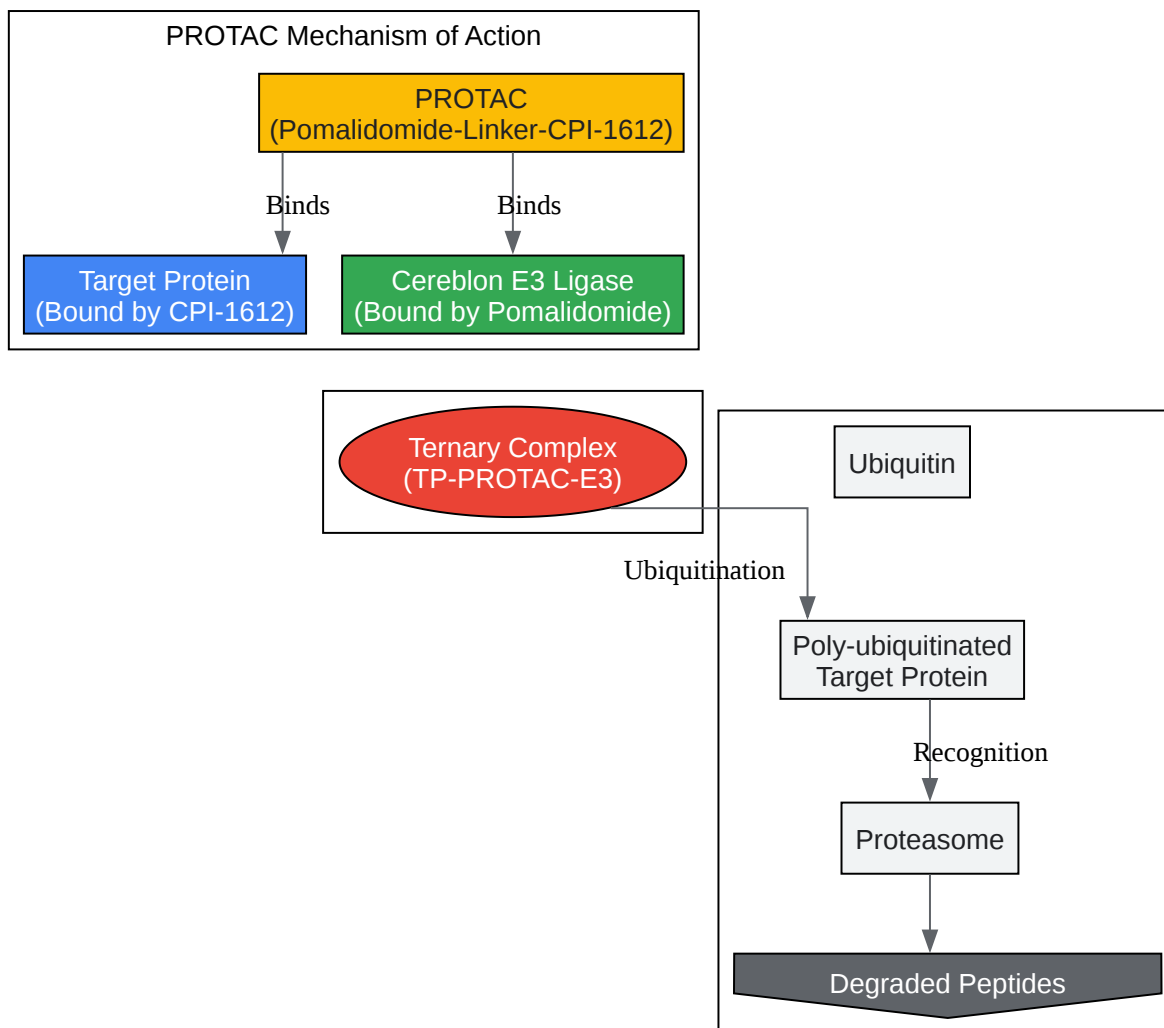 PROTAC Mechanism of Action
PROTAC
(Pomalidomide-Linker-CPI-1612)
Binds
Binds
Target Protein
(Bound by CPI-1612)
Cereblon E3 Ligase
(Bound by Pomalidomide)
Ternary Complex
(TP-PROTAC-E3)
Ubiquitin
Ubiquitination
Poly-ubiquitinated
Target Protein
Recognition
Proteasome
Degraded Peptides